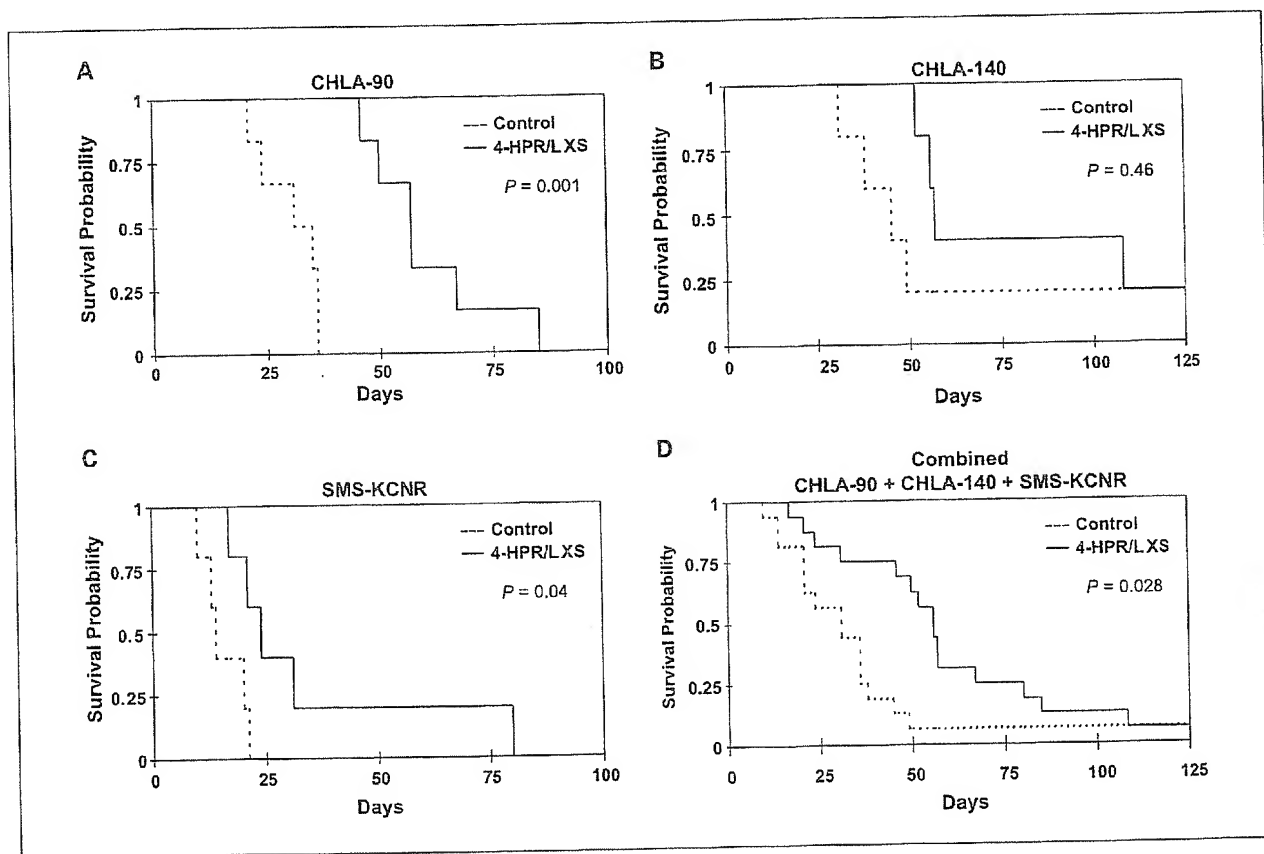 A
CHLA-90
Survival Probability
1
0.75
0.5
0.25
0
Control
4-HPR/LXS
P = 0.001
0
25
50
75
100
Days
B
CHLA-140
Survival Probability
1
0.75
0.5
0.25
0
Control
4-HPR/LXS
P = 0.46
0
25
50
75
100
125
Days
C
SMS-KCNR
Survival Probability
1
0.75
0.5
0.25
0
Control
4-HPR/LXS
P = 0.04
0
25
50
75
100
Days
D
Combined
CHLA-90 + CHLA-140 + SMS-KCNR
Survival Probability
1
0.75
0.5
0.25
0
Control
4-HPR/LXS
P = 0.028
0
25
50
75
100
125
Days